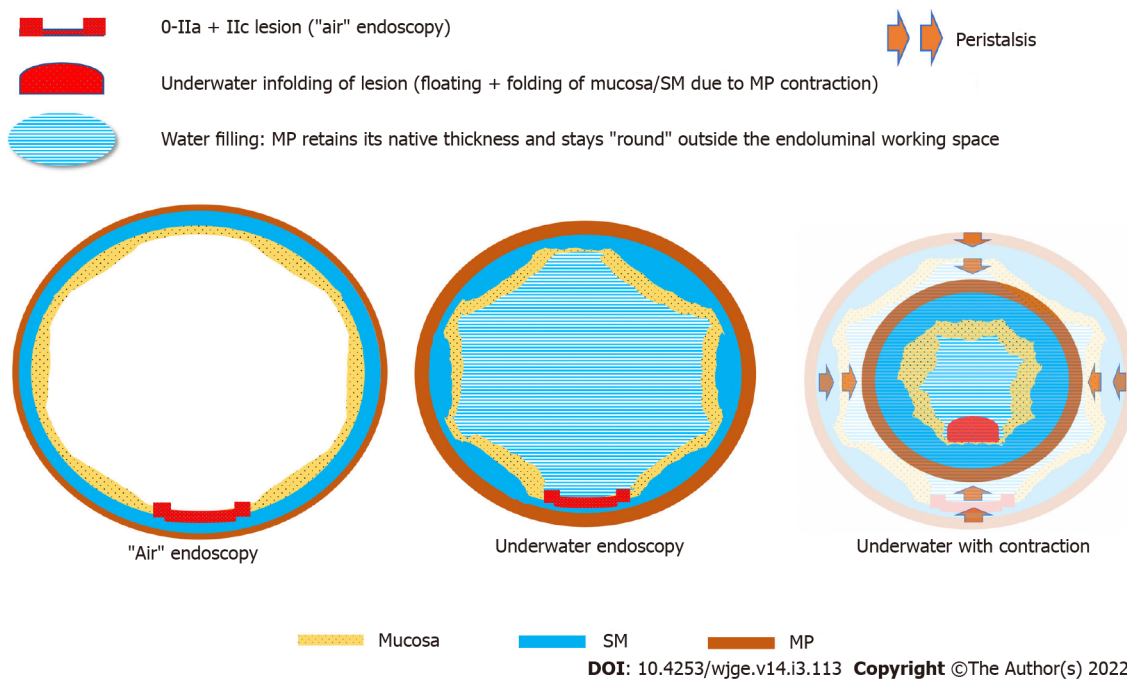 0-IIa + IIc lesion ("air" endoscopy)
Peristalsis
Underwater infolding of lesion (floating + folding of mucosa/SM due to MP contraction)
Water filling: MP retains its native thickness and stays "round" outside the endoluminal working space
"Air" endoscopy
Underwater endoscopy
Underwater with contraction
Mucosa
SM
MP
DOI: 10.4253/wjge.v14.i3.113 Copyright ©The Author(s) 2022